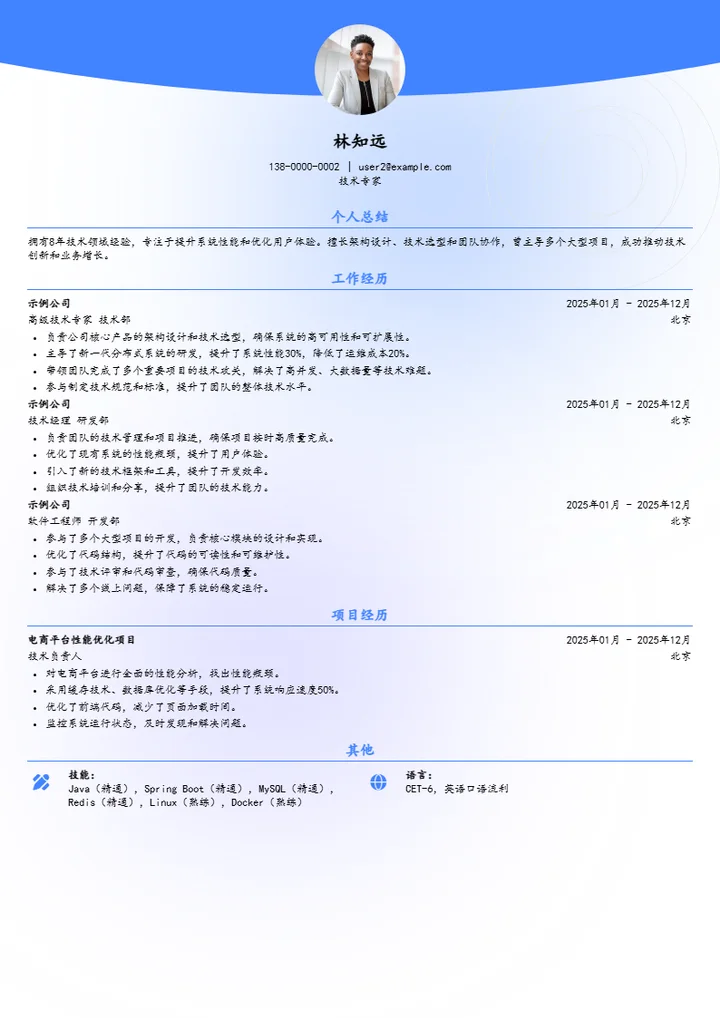 林知远
138-0000-0002 | user2@example.com
技术专家
个人总结
拥有8年技术领域经验，专注于提升系统性能和优化用户体验。擅长架构设计、技术选型和团队协作，曾主导多个大型项目，成功推动技术
创新和业务增长。
工作经历
示例公司 2025年01月 - 2025年12月
高级技术专家 技术部 北京
• 负责公司核心产品的架构设计和技术选型，确保系统的高可用性和可扩展性。
• 主导了新一代分布式系统的研发，提升了系统性能30%，降低了运维成本20%。
• 带领团队完成了多个重要项目的技术攻关，解决了高并发、大数据量等技术难题。
• 参与制定技术规范和标准，提升了团队的整体技术水平。
示例公司 2025年01月 - 2025年12月
技术经理 研发部 北京
• 负责团队的技术管理和项目推进，确保项目按时高质量完成。
• 优化了现有系统的性能瓶颈，提升了用户体验。
• 引入了新的技术框架和工具，提升了开发效率。
• 组织技术培训和分享，提升了团队的技术能力。
示例公司 2025年01月 - 2025年12月
软件工程师 开发部 北京
• 参与了多个大型项目的开发，负责核心模块的设计和实现。
• 优化了代码结构，提升了代码的可读性和可维护性。
• 参与了技术评审和代码审查，确保代码质量。
• 解决了多个线上问题，保障了系统的稳定运行。
项目经历
电商平台性能优化项目 2025年01月 - 2025年12月
技术负责人 北京
• 对电商平台进行全面的性能分析，找出性能瓶颈。
• 采用缓存技术、数据库优化等手段，提升了系统响应速度50%。
• 优化了前端代码，减少了页面加载时间。
• 监控系统运行状态，及时发现和解决问题。
其他
技能：
Java（精通）, Spring Boot（精通）, MySQL（精通）,
Redis（精通）, Linux（熟练）, Docker（熟练）
语言：
CET-6, 英语口语流利